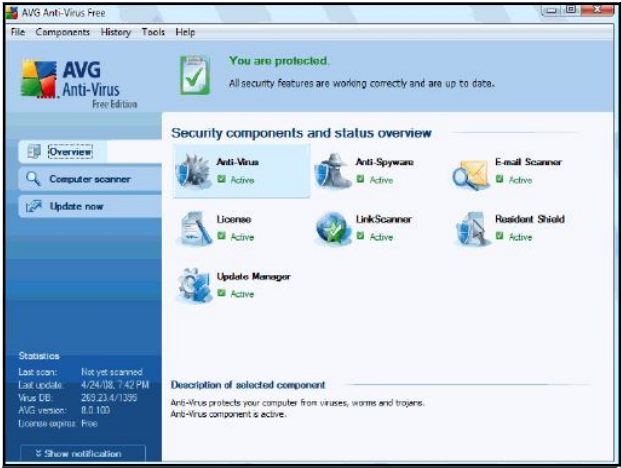 AVG Anti-Virus Free
File Components History Tools Help
AVG
Anti-Virus
Free Edition
You are protected.
All security features are working correctly and are up to date.
Overview
Computer scanner
Update now
Security components and status overview
Anti-Virus
Active
Anti-Spyware
Active
E-mail Scanner
Active
License
Active
LinkScanner
Active
Resident Shield
Active
Update Manager
Active
Statistics
Last scan: Not yet scanned
Last update: 4/24/08, 7:42 PM
Virus DB: 269.23.4/1395
AVG version: 8.0.100
License expires: Free
Show notification
Description of selected component
Anti-Virus protects your computer from viruses, worms and trojans.
Anti-Virus component is active.